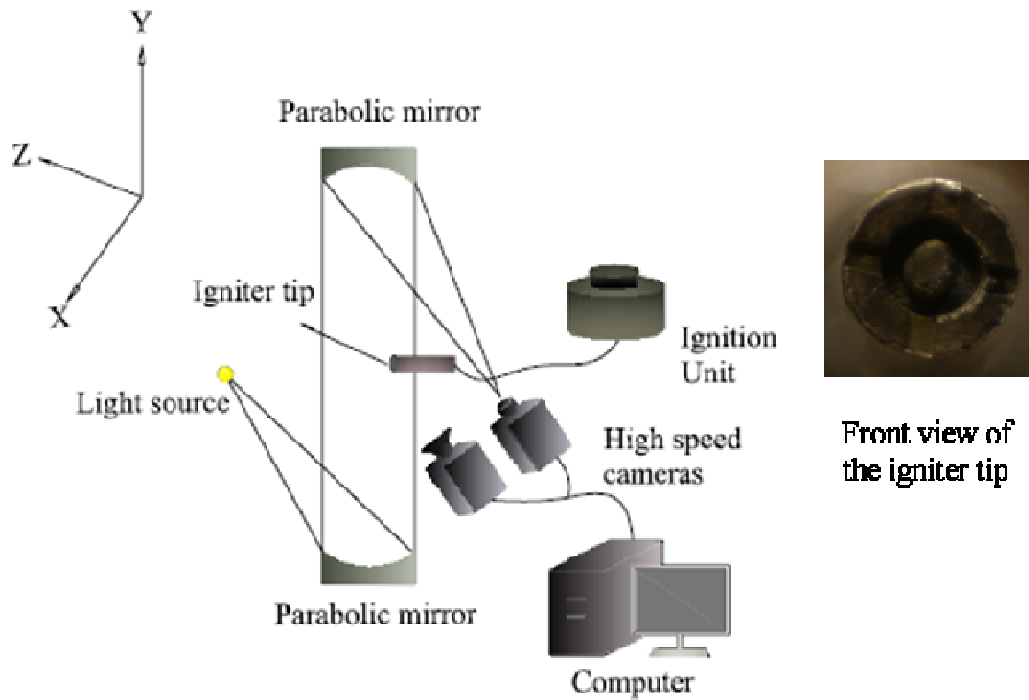 Y
Z
X
Parabolic mirror
Igniter tip
Light source
Ignition
Unit
High speed
cameras
Parabolic mirror
Computer
Front view of
the igniter tip